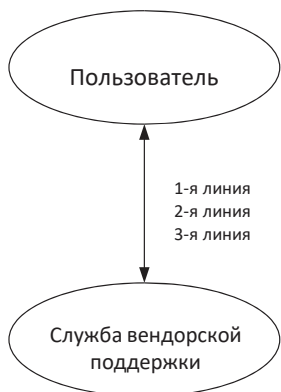 Пользователь
1-я линия
2-я линия
3-я линия
Служба вендорской
поддержки